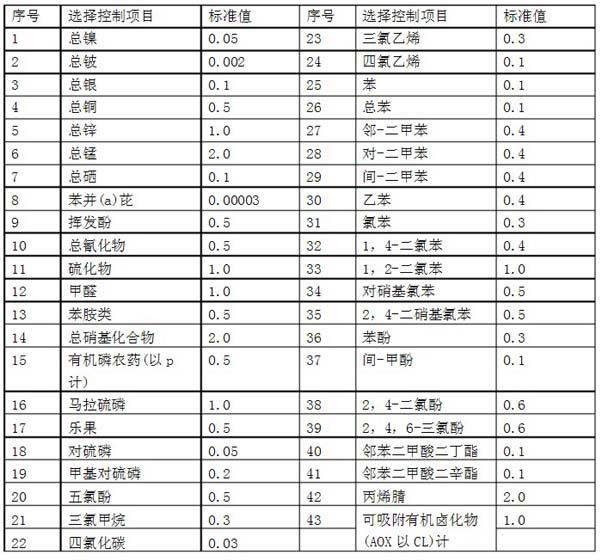 序号 选择控制项目 标准值 序号 选择控制项目 标准值
1 总镍 0.05 23 三氯乙烯 0.3
2 总铍 0.002 24 四氯乙烯 0.1
3 总银 0.1 25 苯 0.1
4 总铜 0.5 26 总苯 0.1
5 总锌 1.0 27 邻-二甲苯 0.4
6 总锰 2.0 28 对-二甲苯 0.4
7 总硒 0.1 29 间-二甲苯 0.4
8 苯并(a)芘 0.00003 30 乙苯 0.4
9 挥发酚 0.5 31 氯苯 0.3
10 总氰化物 0.5 32 1,4-二氯苯 0.4
11 硫化物 1.0 33 1,2-二氯苯 1.0
12 甲醛 1.0 34 对硝基氯苯 0.5
13 苯胺类 0.5 35 2,4-二硝基氯苯 0.5
14 总硝基化合物 2.0 36 苯酚 0.3
15 有机磷农药(以p 0.5 37 间-甲酚 0.1
计)
16 马拉硫磷 1.0 38 2,4-二氯酚 0.6
17 乐果 0.5 39 2,4,6-三氯酚 0.6
18 对硫磷 0.05 40 邻苯二甲酸二丁酯 0.1
19 甲基对硫磷 0.2 41 邻苯二甲酸二辛酯 0.1
20 五氯酚 0.5 42 丙烯腈 2.0
21 三氯甲烷 0.3 43 可吸附有机卤化物 1.0
22 四氯化碳 0.03 (AOX以CL)计